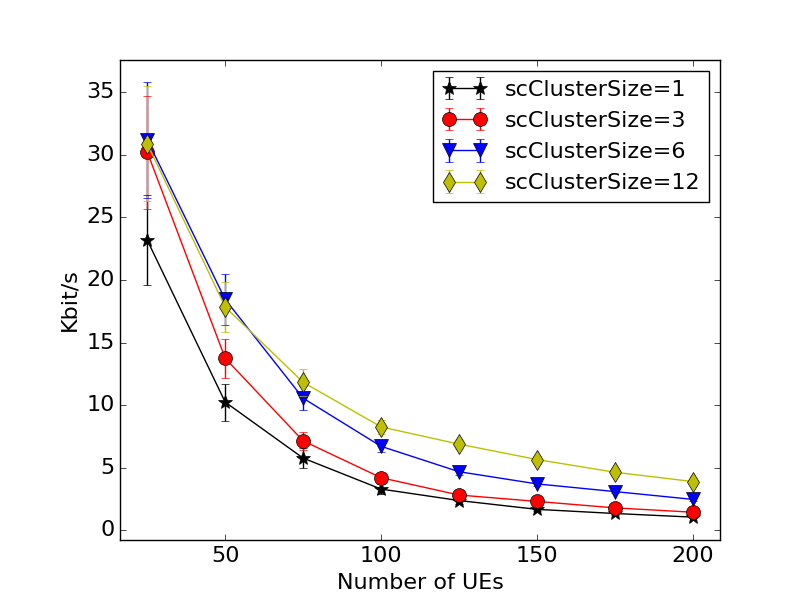 scClusterSize=1
scClusterSize=3
scClusterSize=6
scClusterSize=12
35
30
25
20
15
10
5
0
Kbit/s
50 100 150 200
Number of UEs